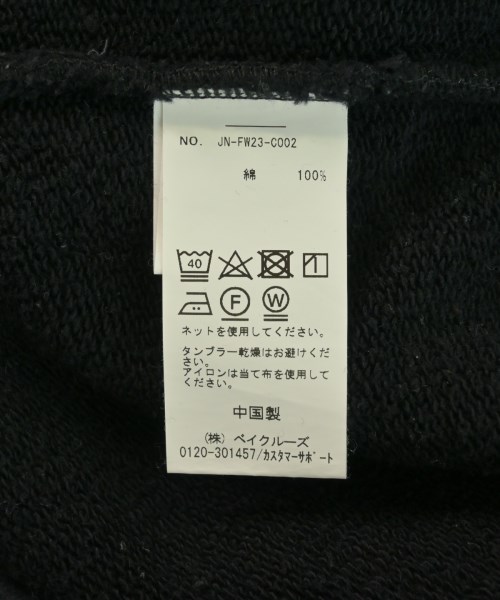 NO. JN-FW23-C002
綿 100%
40
F W
ネットを使用してください。
タンブラー乾燥はお避けくだ
さい。
アイロンは当て布を使用して
ください。
中国製
(株) ベイクルーズ
0120-301457/カスタマーサポート